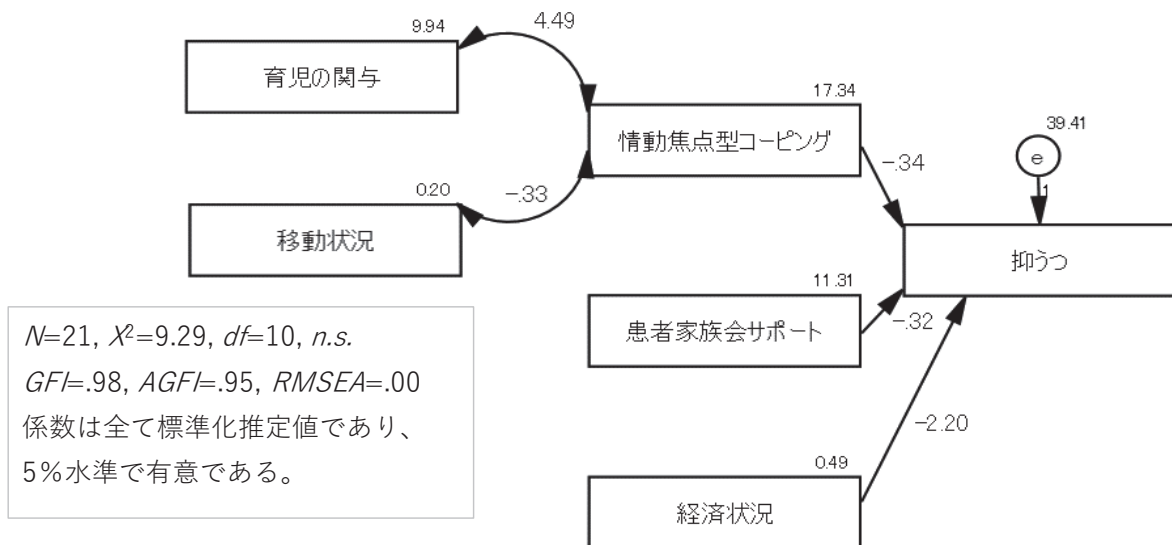 9.94
4.49
育児の関与
17.34
情動焦点型コーピング
39.41
e
-.34
1
0.20
-.33
移動状況
抑うつ
11.31
患者家族会サポート
-.32
N=21, X²=9.29, df=10, n.s.
GFI=.98, AGFI=.95, RMSEA=.00
係数は全て標準化推定値であり、
5%水準で有意である。
-2.20
0.49
経済状況